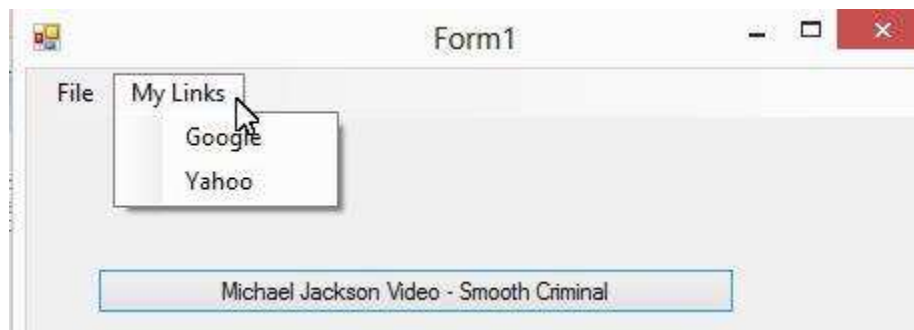 Form1
File My Links
Google
Yahoo
Michael Jackson Video - Smooth Criminal